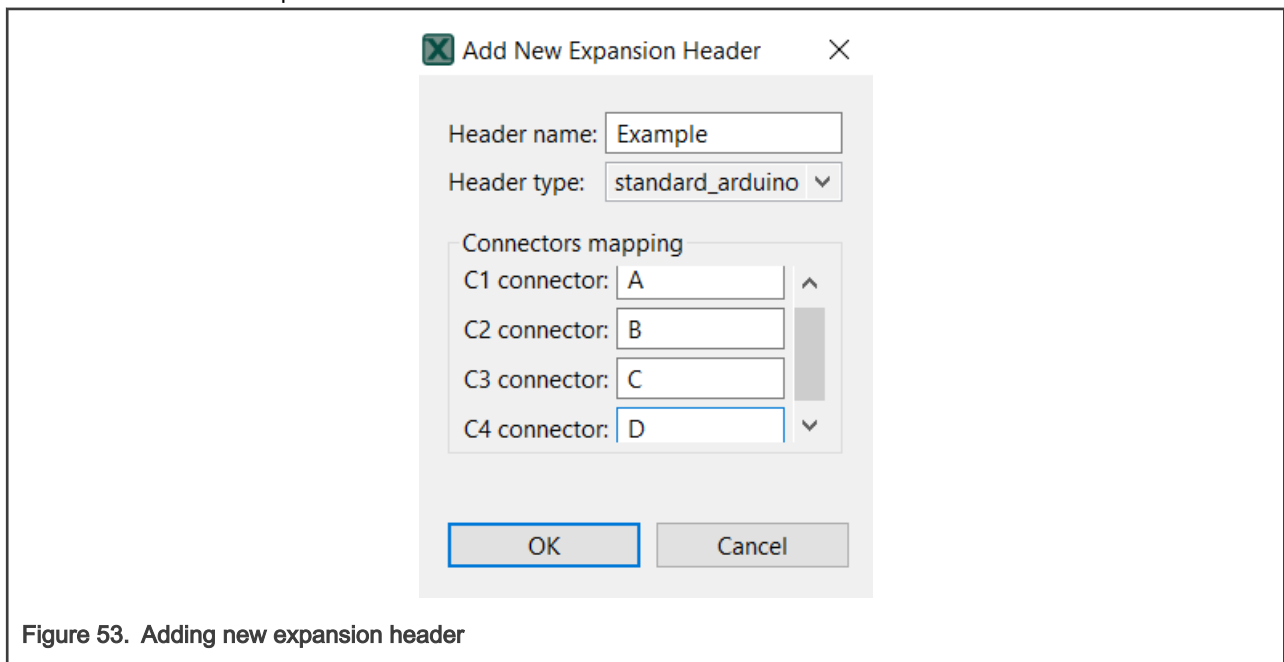 Add New Expansion Header
Header name: Example
Header type: standard_arduino
Connectors mapping
C1 connector: A
C2 connector: B
C3 connector: C
C4 connector: D
OK Cancel
Figure 53. Adding new expansion header